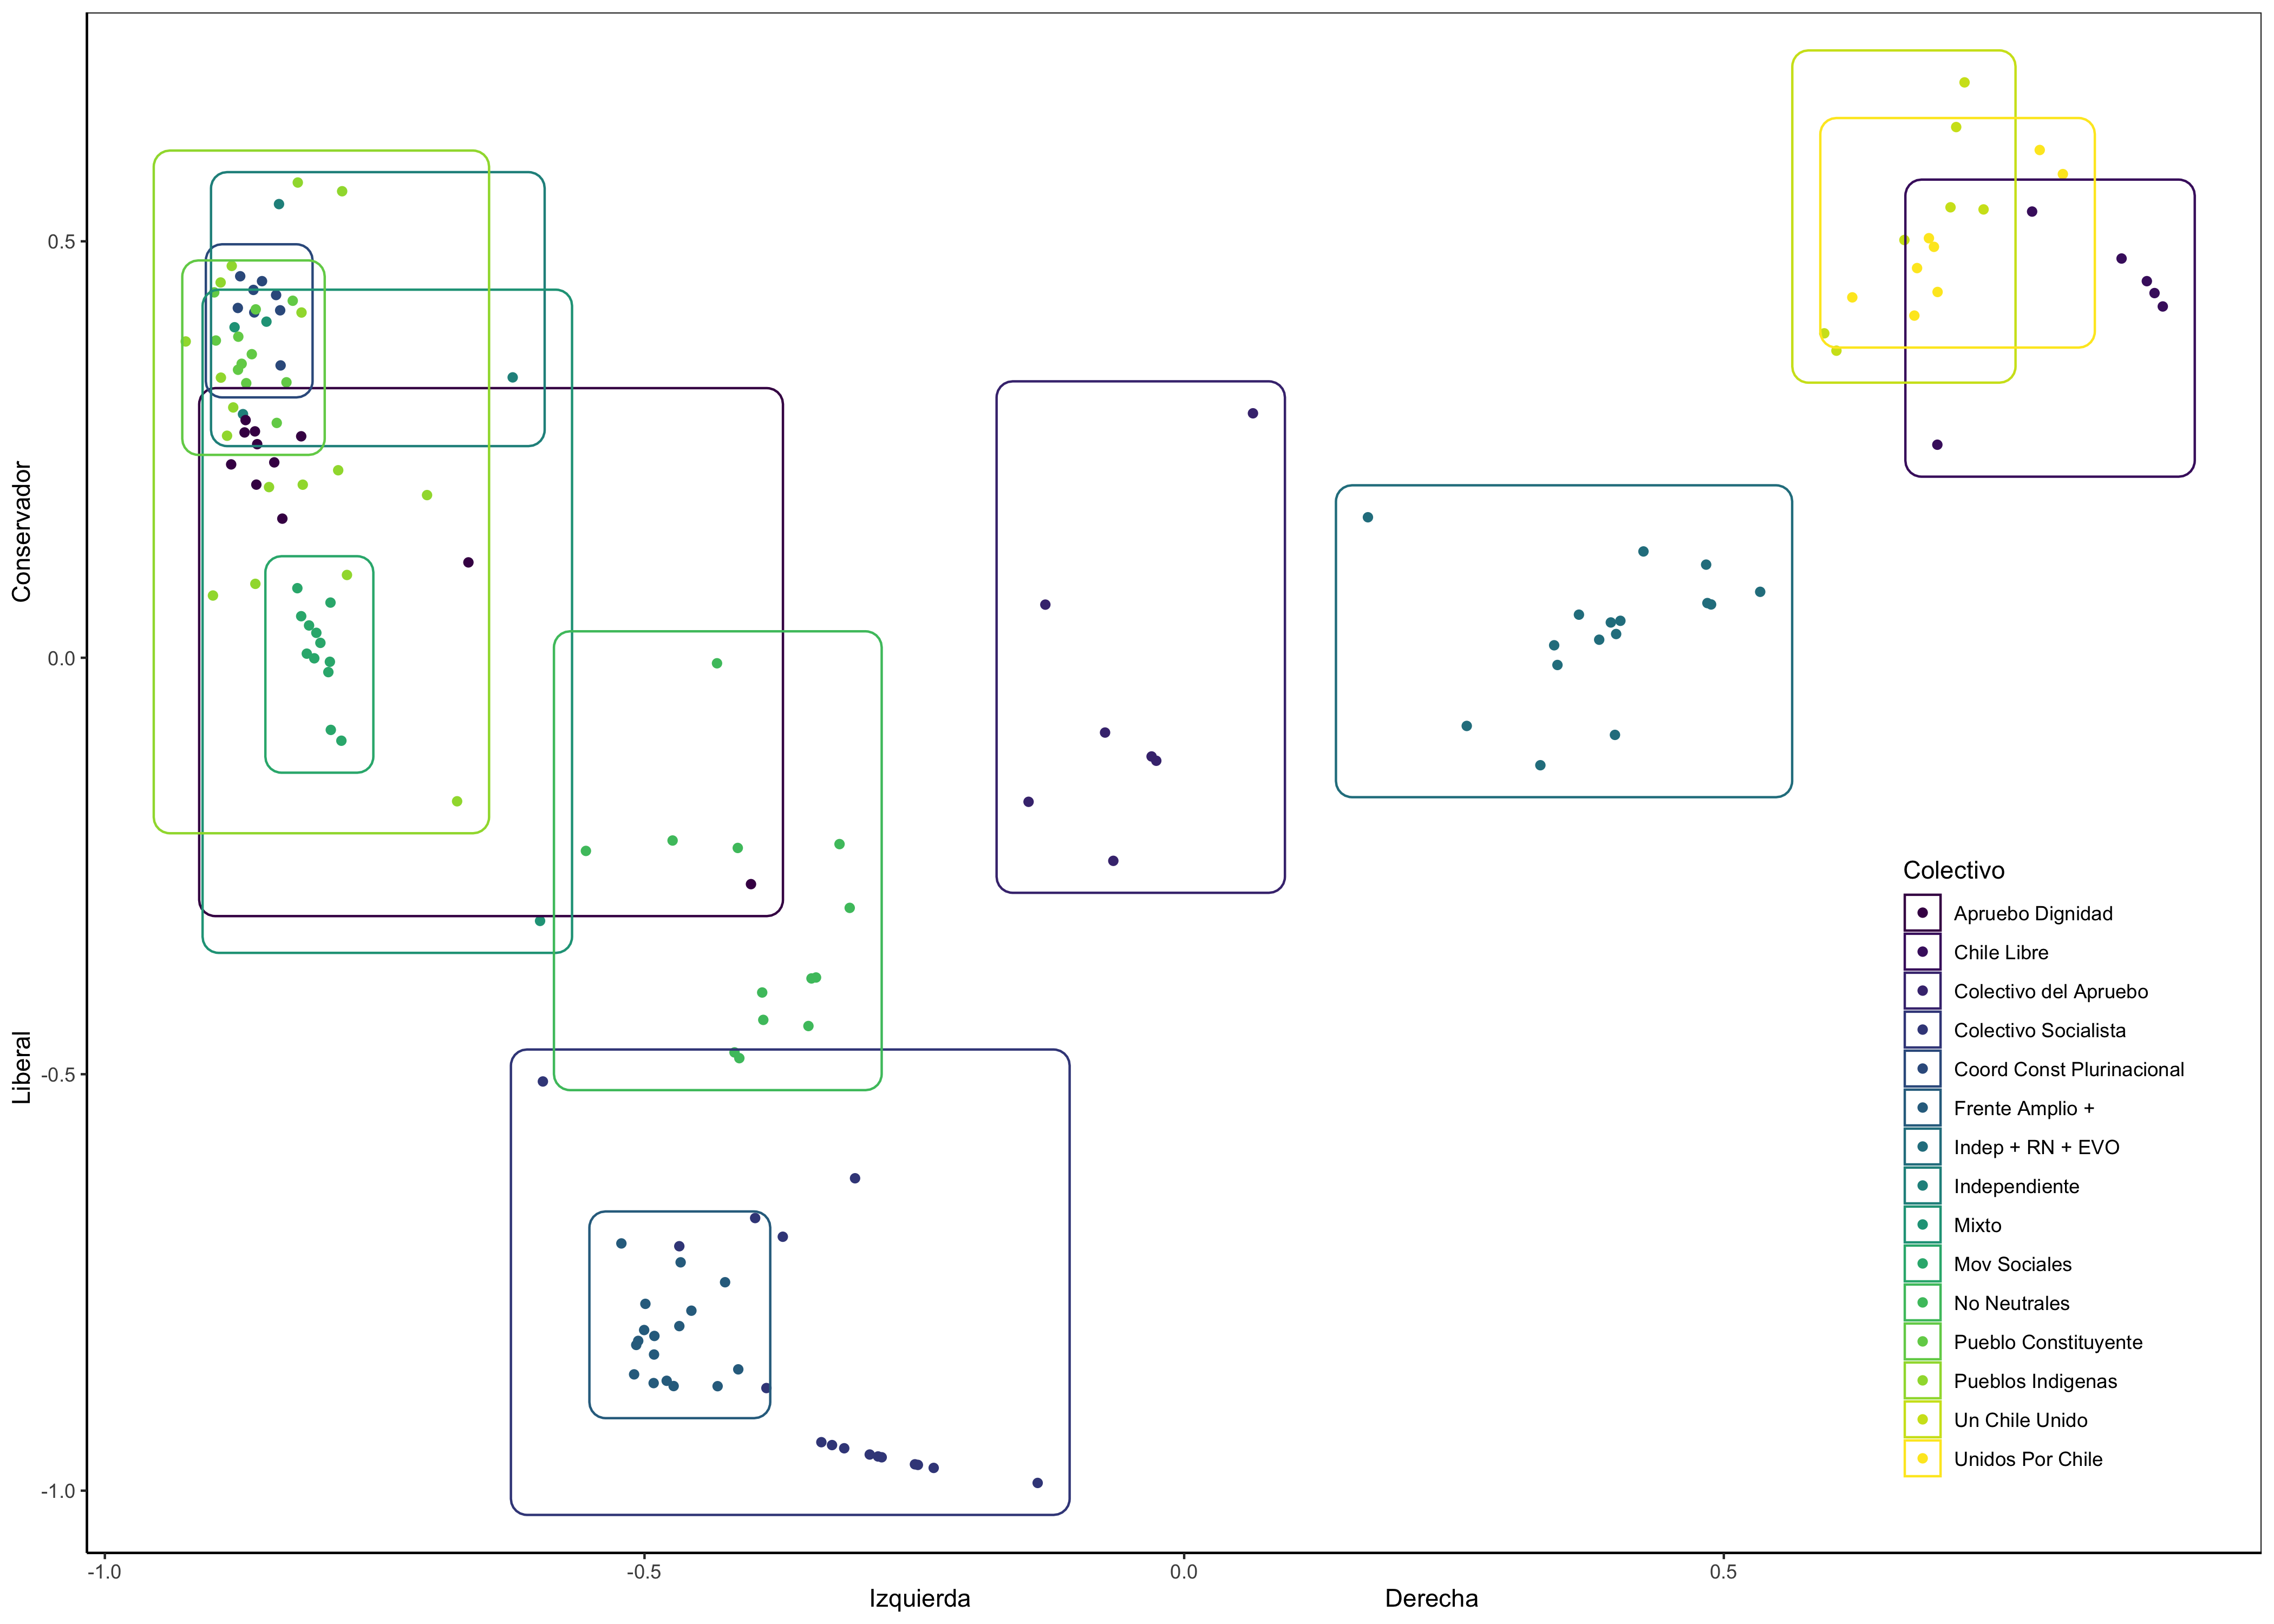 Conservador
Liberal
0.5
0.0
-0.5
-1.0
-1.0
-0.5
0.0
0.5
Izquierda
Derecha
Colectivo
Apruebo Dignidad
Chile Libre
Colectivo del Apruebo
Colectivo Socialista
Coord Const Plurinacional
Frente Amplio +
Indep + RN + EVO
Independiente
Mixto
Mov Sociales
No Neutrales
Pueblo Constituyente
Pueblos Indigenas
Un Chile Unido
Unidos Por Chile